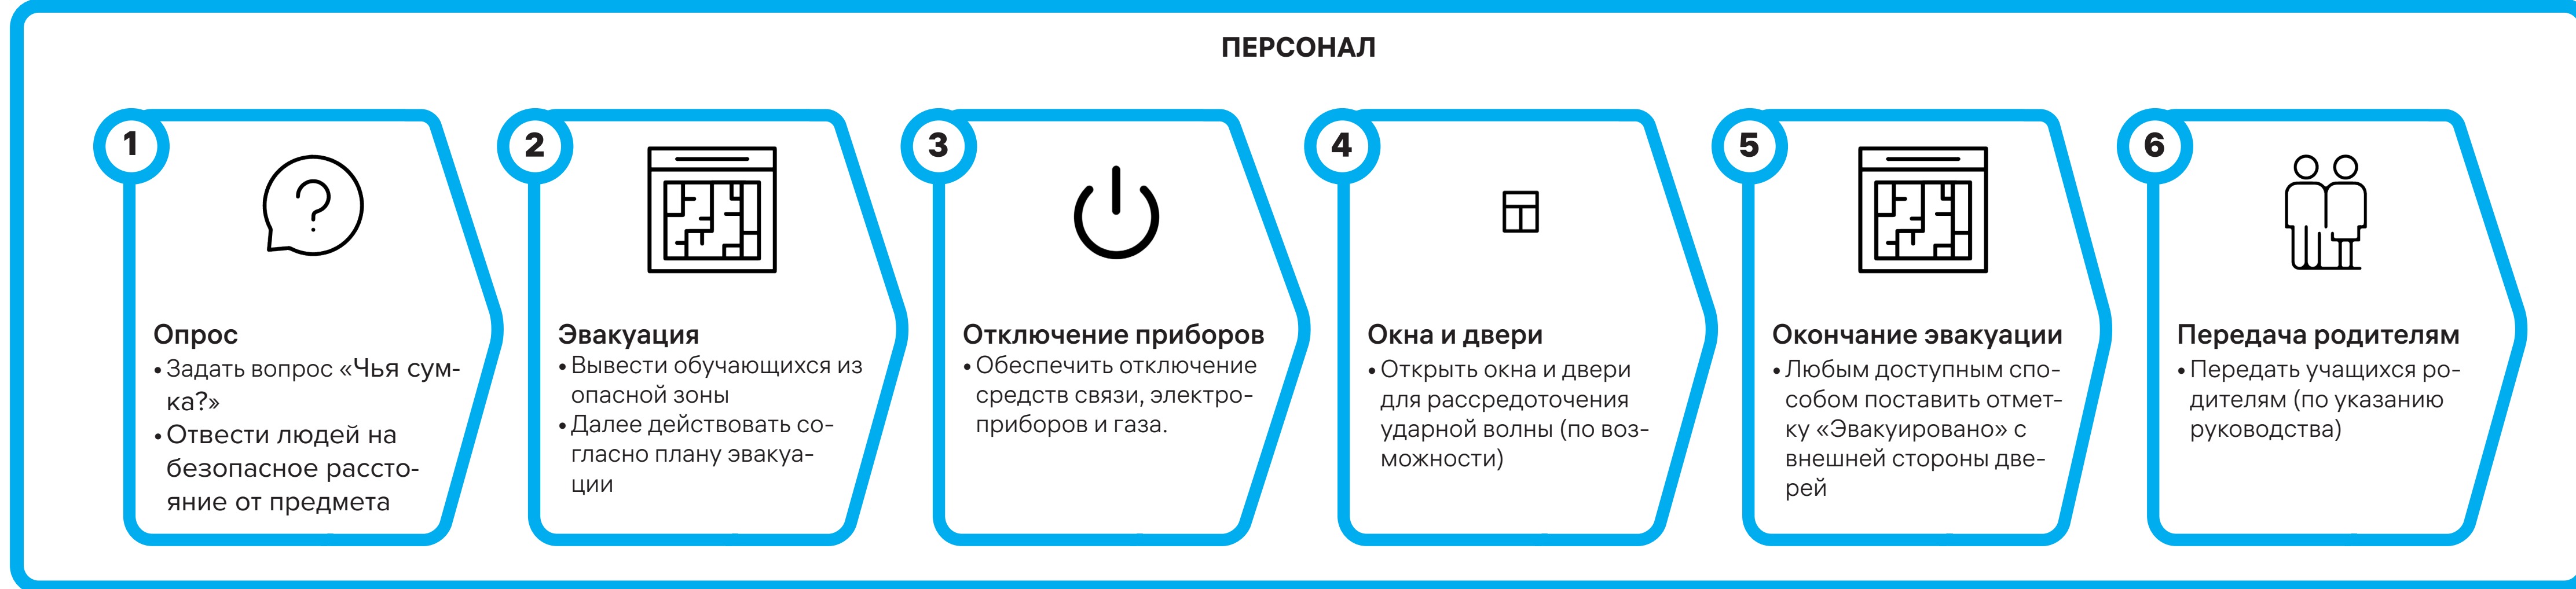 ПЕРСОНАЛ
1
Опрос
• Задать вопрос «Чья сум-
ка?»
• Отвести людей на
безопасное рассто-
яние от предмета
2
Эвакуация
• Вывести обучающихся из
опасной зоны
• Далее действовать со-
гласно плану эвакуа-
ции
3
Отключение приборов
• Обеспечить отключение
средств связи, электро-
приборов и газа.
4
Окна и двери
• Открыть окна и двери
для рассредоточения
ударной волны (по воз-
можности)
5
Окончание эвакуации
• Любым доступным спо-
собом поставить отмет-
ку «Эвакуировано» с
внешней стороны две-
рей
6
Передача родителям
• Передать учащихся ро-
дителям (по указанию
руководства)